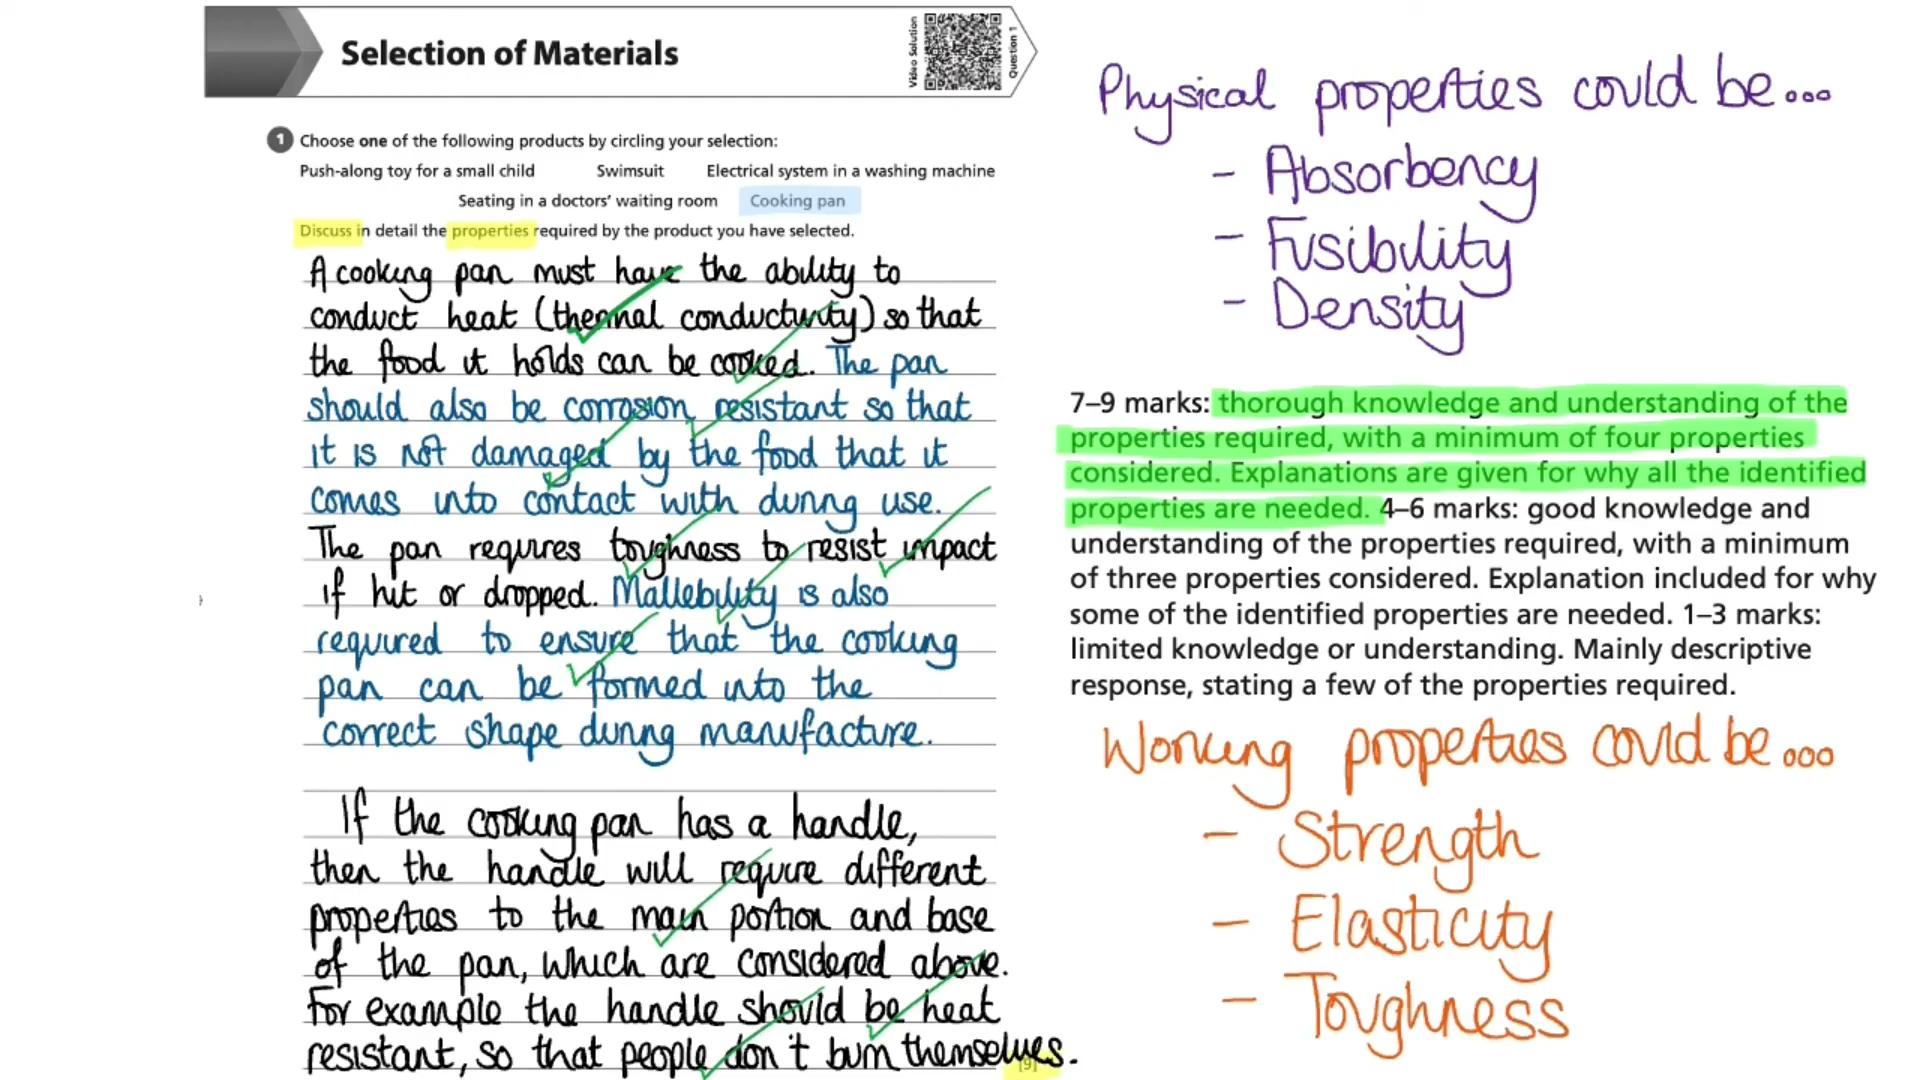 Selection of Materials
Video Solution
Question 1
1 Choose one of the following products by circling your selection:
Push-along toy for a small child Swimsuit Electrical system in a washing machine
Seating in a doctors' waiting room Cooking pan
Discuss in detail the properties required by the product you have selected.
A cooking pan must have the ability to
conduct heat (thermal conductivity) so that
the food it holds can be cooked. The pan
should also be corrosion resistant so that
it is not damaged by the food that it
comes into contact with during use.
The pan requires toughness to resist impact
if hit or dropped. Mallebility is also
required to ensure that the cooking
pan can be formed into the
correct shape during manufacture.
If the cooking pan has a handle,
then the handle will require different
properties to the main portion and base
of the pan, which are considered above.
For example the handle should be heat
resistant, so that people don't burn themselves.
[9]
Physical properties could be...
- Absorbency
- Fusibility
- Density
7–9 marks: thorough knowledge and understanding of the
properties required, with a minimum of four properties
considered. Explanations are given for why all the identified
properties are needed. 4–6 marks: good knowledge and
understanding of the properties required, with a minimum
of three properties considered. Explanation included for why
some of the identified properties are needed. 1–3 marks:
limited knowledge or understanding. Mainly descriptive
response, stating a few of the properties required.
Working properties could be...
- Strength
- Elasticity
- Toughness